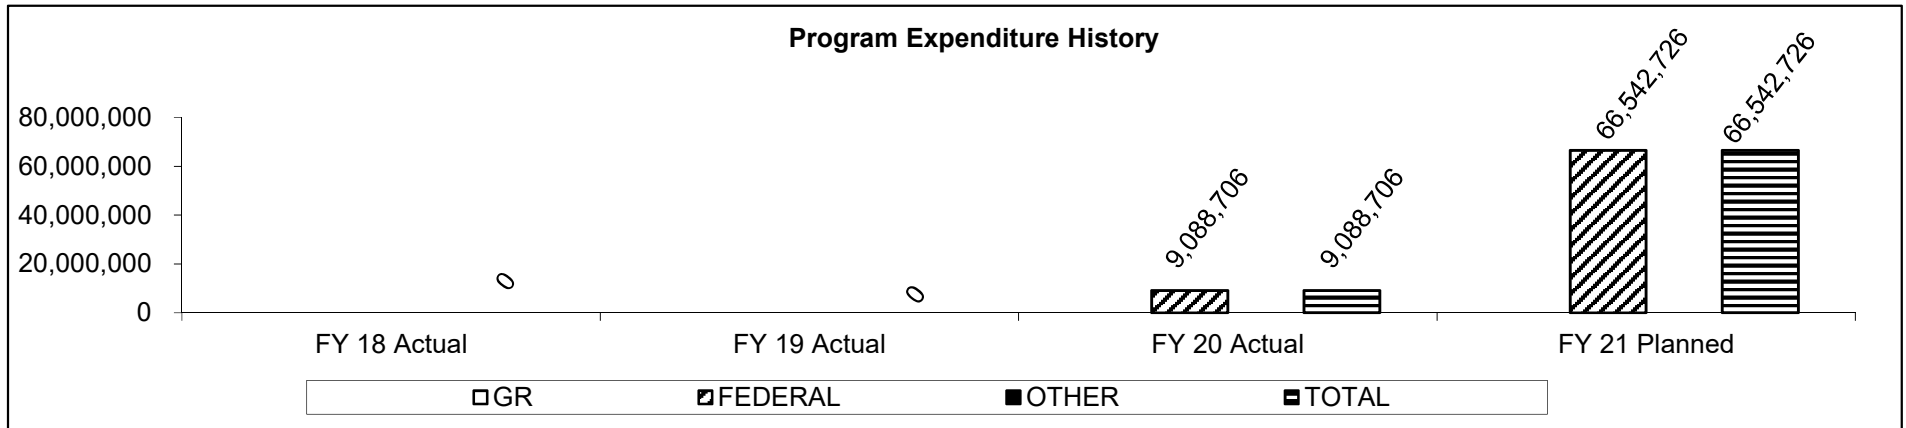 Program Expenditure History
80,000,000
60,000,000
40,000,000
20,000,000
0
0
0
9,088,706
9,088,706
66,542,726
66,542,726
FY 18 Actual
FY 19 Actual
FY 20 Actual
FY 21 Planned
GR
FEDERAL
OTHER
TOTAL